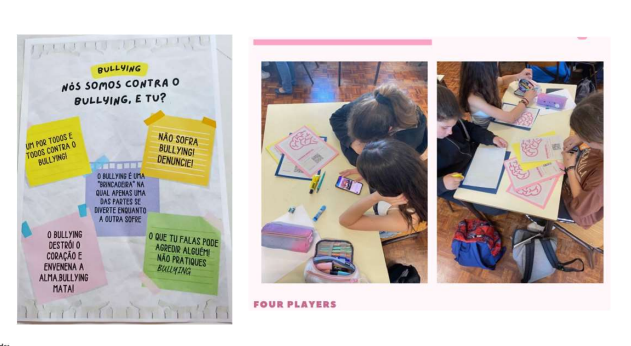 BULLYING
NÓS SOMOS CONTRA O
BULLYING, E TU?
UM POR TODOS E
TODOS CONTRA O
BULLYING!
NÃO SOFRA
BULLYING!
DENUNCIE!
O BULLYING É UMA
"BRINCADEIRA" NA
QUAL APENAS UMA
DAS PARTES SE
DIVERTE ENQUANTO
A OUTRA SOFRE
O BULLYING
DESTRÓI O
CORAÇÃO E
ENVENENA A
ALMA.BULLYING
MATA!
O QUE TU FALAS PODE
AGREDIR ALGUÉM!
NÃO PRATIQUES
BULLYING
FOUR PLAYERS